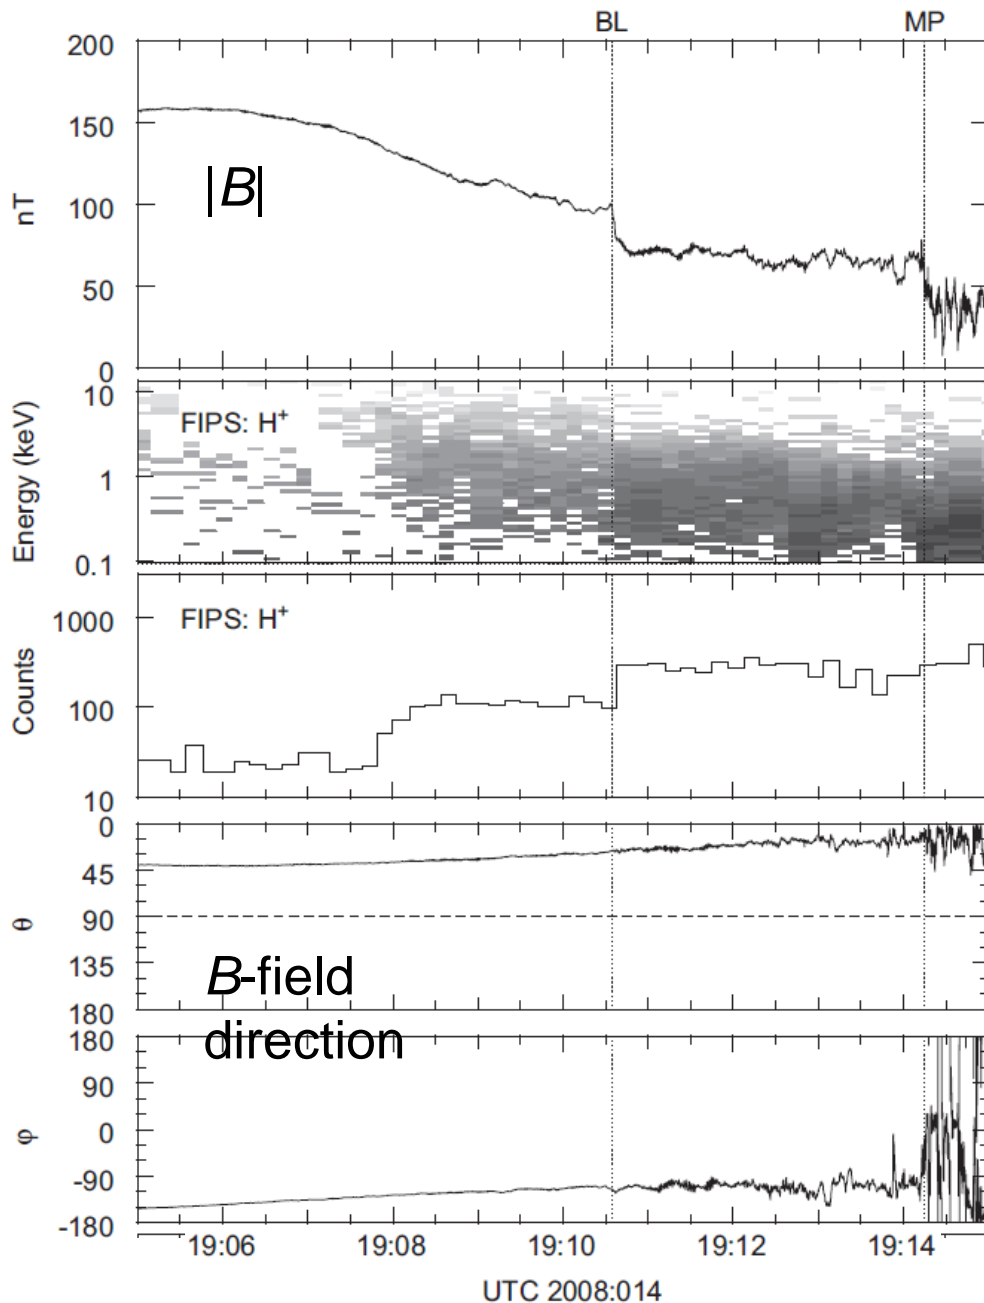 BL MP
200
150
100
50
0
nT
|B|
10
1
0.1
Energy (keV)
FIPS: H+
1000
100
10
Counts
FIPS: H+
0
45
90
135
180
θ
B-field
direction
180
90
0
-90
-180
φ
19:06 19:08 19:10 19:12 19:14
UTC 2008:014